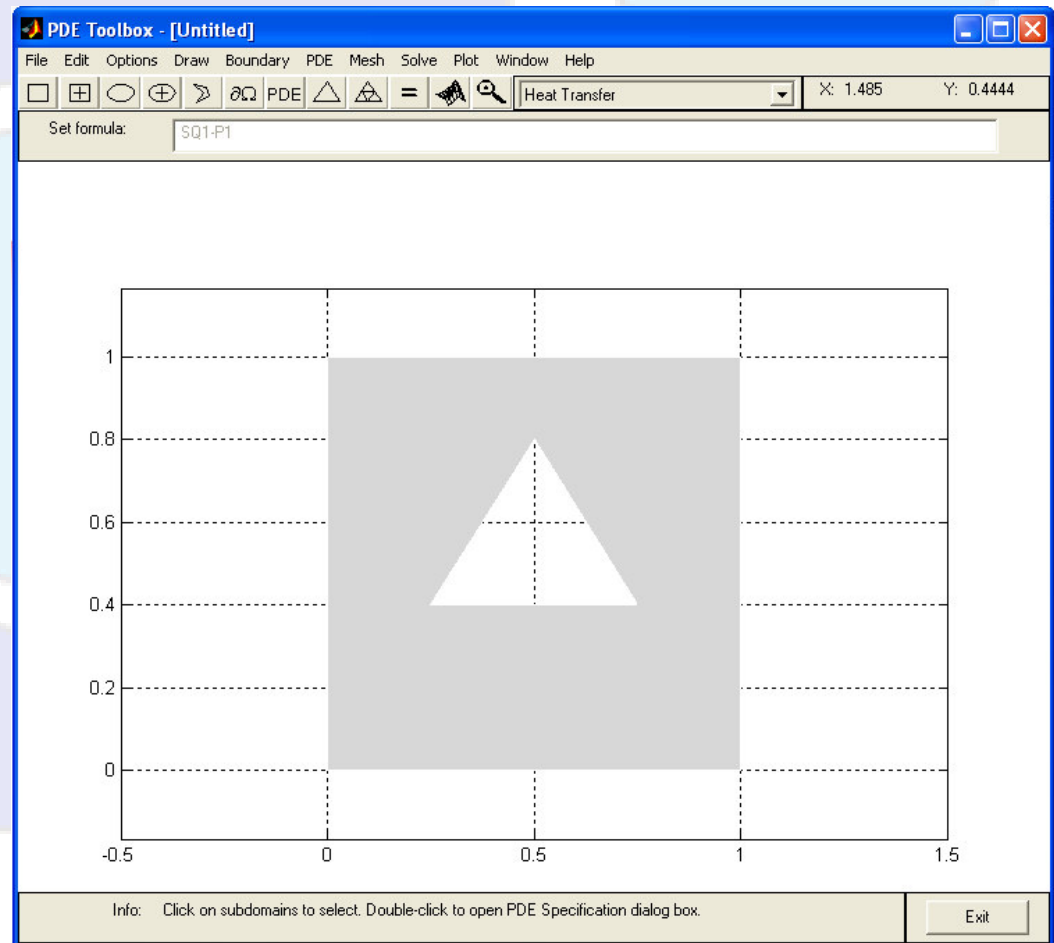 PDE Toolbox - [Untitled]
File Edit Options Draw Boundary PDE Mesh Solve Plot Window Help
∂Ω PDE = Heat Transfer X: 1.485 Y: 0.4444
Set formula: SQ1-P1
1
0.8
0.6
0.4
0.2
0
-0.5 0 0.5 1 1.5
Info: Click on subdomains to select. Double-click to open PDE Specification dialog box.
Exit